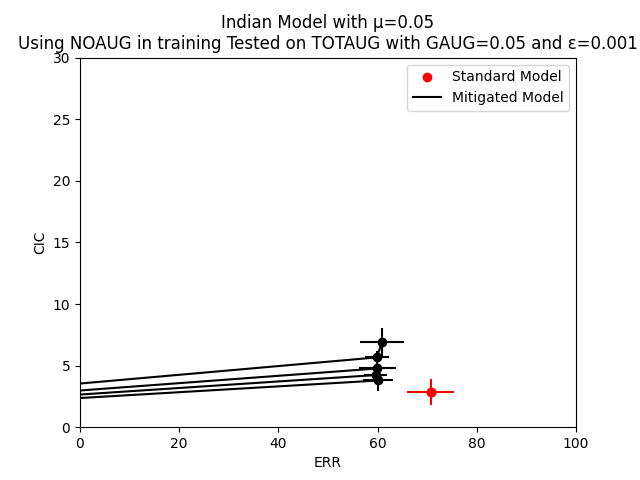 Indian Model with μ=0.05
Using NOAUG in training Tested on TOTAUG with GAUG=0.05 and ε=0.001
Standard Model
Mitigated Model
30
25
20
15
10
5
0
CIC
0 20 40 60 80 100
ERR